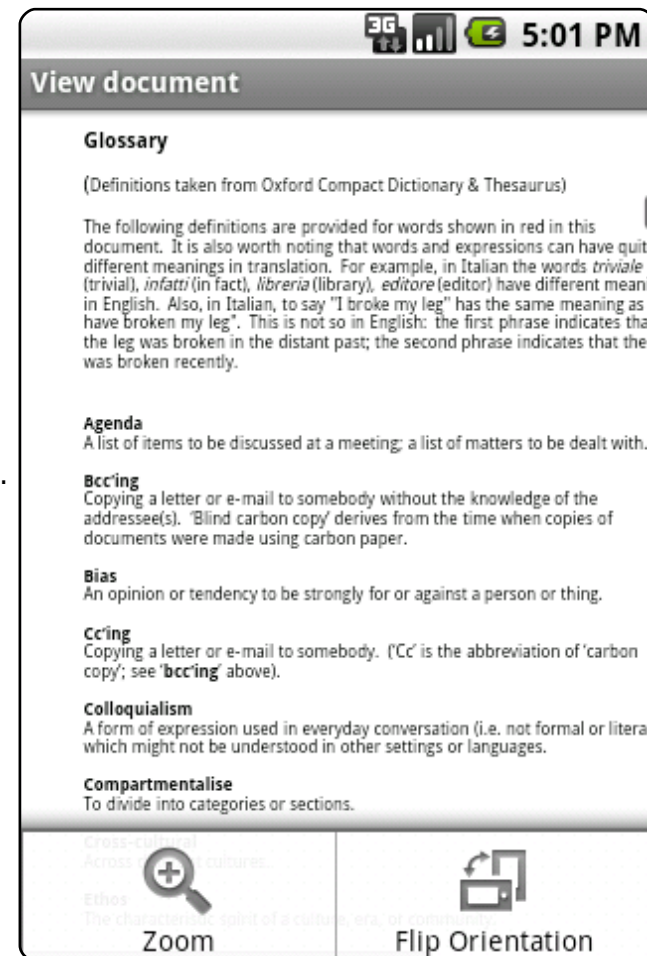 3G 5:01 PM
View document
Glossary
(Definitions taken from Oxford Compact Dictionary & Thesaurus)
The following definitions are provided for words shown in red in this
document. It is also worth noting that words and expressions can have quit
different meanings in translation. For example, in Italian the words triviale
(trivial), infatti (in fact), libreria (library), editore (editor) have different mean
in English. Also, in Italian, to say "I broke my leg" has the same meaning as
have broken my leg". This is not so in English: the first phrase indicates tha
the leg was broken in the distant past; the second phrase indicates that the
was broken recently.
Agenda
A list of items to be discussed at a meeting; a list of matters to be dealt with.
.
Bcc'ing
Copying a letter or e-mail to somebody without the knowledge of the
addressee(s). 'Blind carbon copy' derives from the time when copies of
documents were made using carbon paper.
Bias
An opinion or tendency to be strongly for or against a person or thing.
Cc'ing
Copying a letter or e-mail to somebody. ('Cc' is the abbreviation of 'carbon
copy'; see 'bcc'ing' above).
Colloquialism
A form of expression used in everyday conversation (i.e. not formal or litera
which might not be understood in other settings or languages.
Compartmentalise
To divide into categories or sections.
Cross-cultural
Across cultures.
Ethos
The characteristic spirit of a culture, era, or community.
Zoom
Flip Orientation